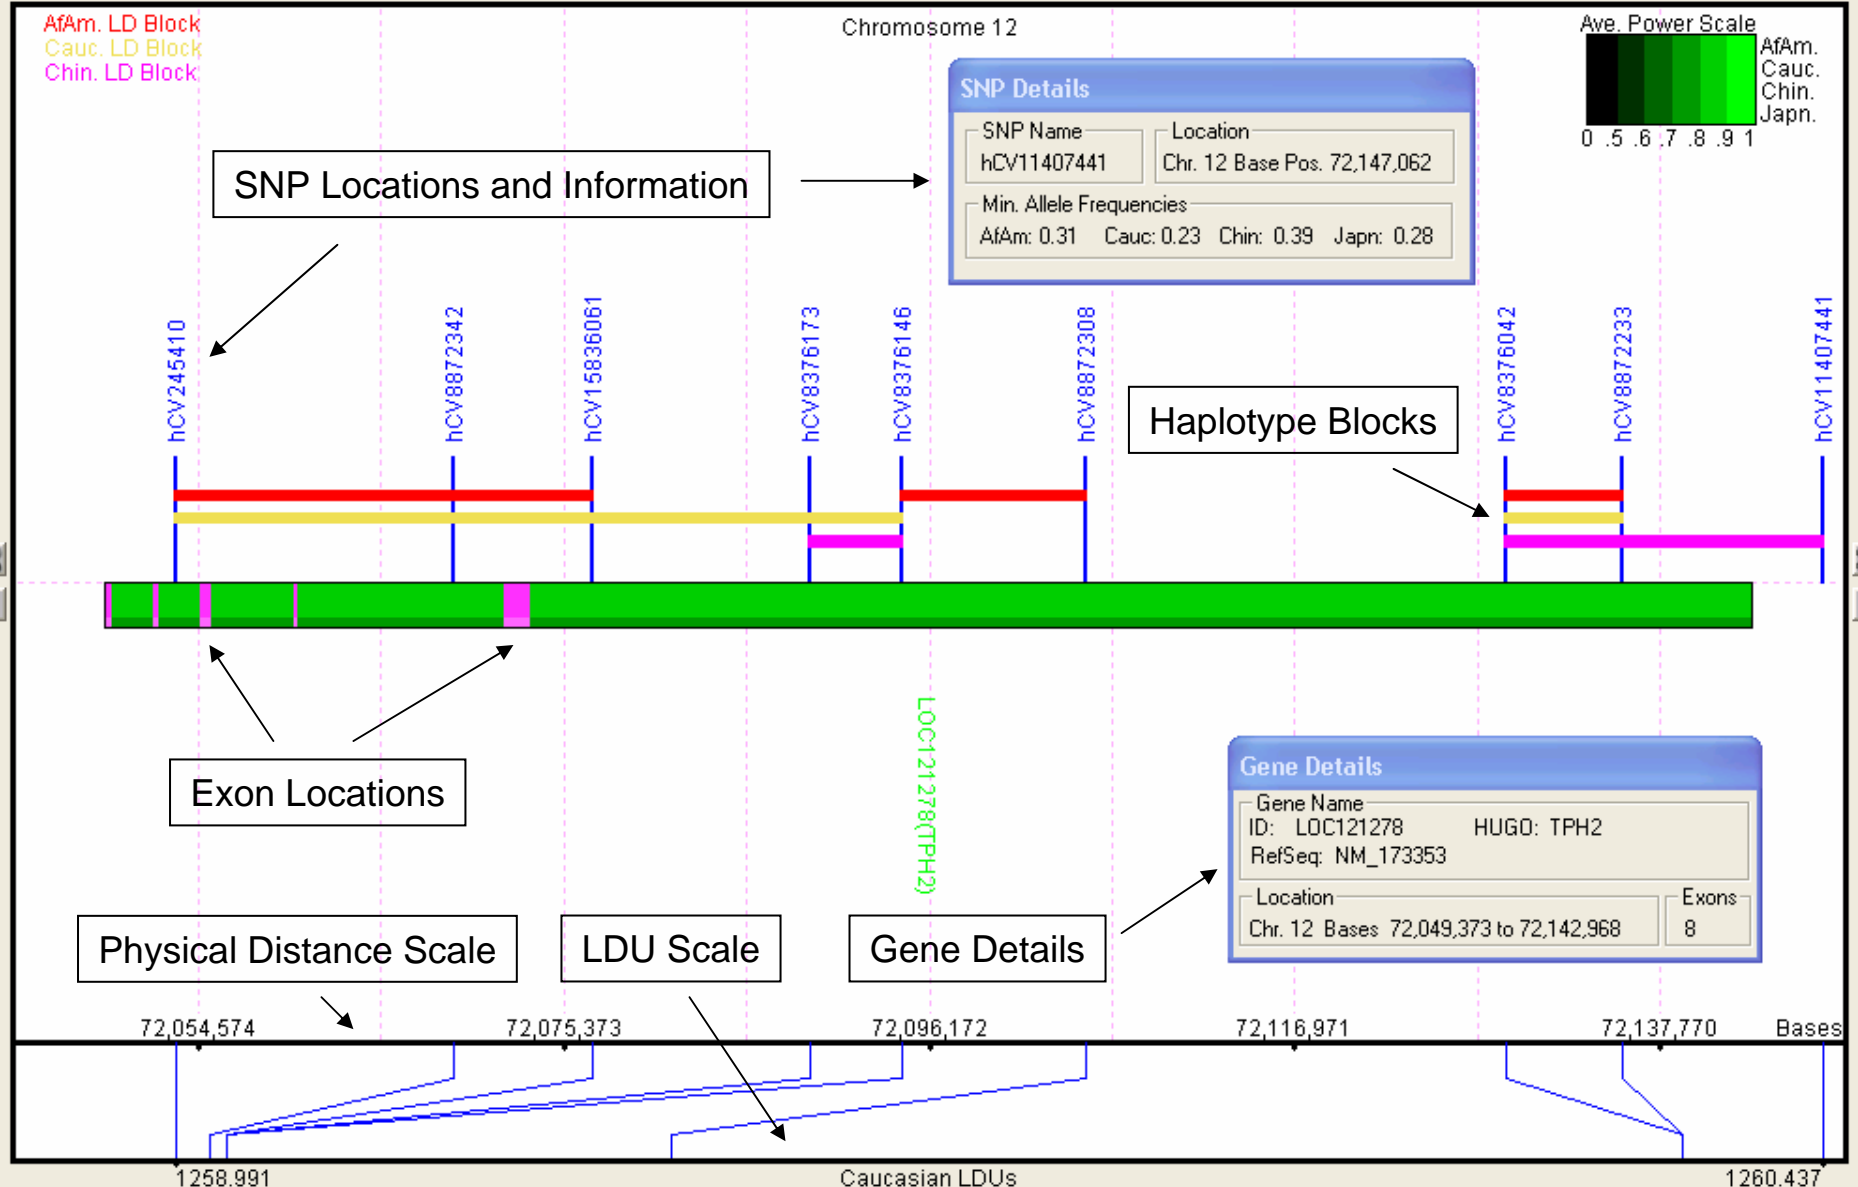 AfAm. LD Block
Cauc. LD Block
Chin. LD Block
Chromosome 12
Ave. Power Scale
AfAm.
Cauc.
Chin.
Japn.
0 .5 .6 .7 .8 .9 1
SNP Details
SNP Name
hCV11407441
Location
Chr. 12 Base Pos. 72,147,062
Min. Allele Frequencies
AfAm: 0.31 Cauc: 0.23 Chin: 0.39 Japn: 0.28
SNP Locations and Information
hCV245410
hCV8872342
hCV15836061
hCV8376173
hCV8376146
hCV8872308
hCV8376042
hCV8872233
hCV11407441
Haplotype Blocks
Exon Locations
LOC121278(TPH2)
Gene Details
Gene Name
ID: LOC121278 HUGO: TPH2
RefSeq: NM_173353
Location
Chr. 12 Bases 72,049,373 to 72,142,968
Exons
8
Physical Distance Scale
LDU Scale
Gene Details
72,054,574 72,075,373 72,096,172 72,116,971 72,137,770 Bases
1258.991 Caucasian LDUs 1260.437